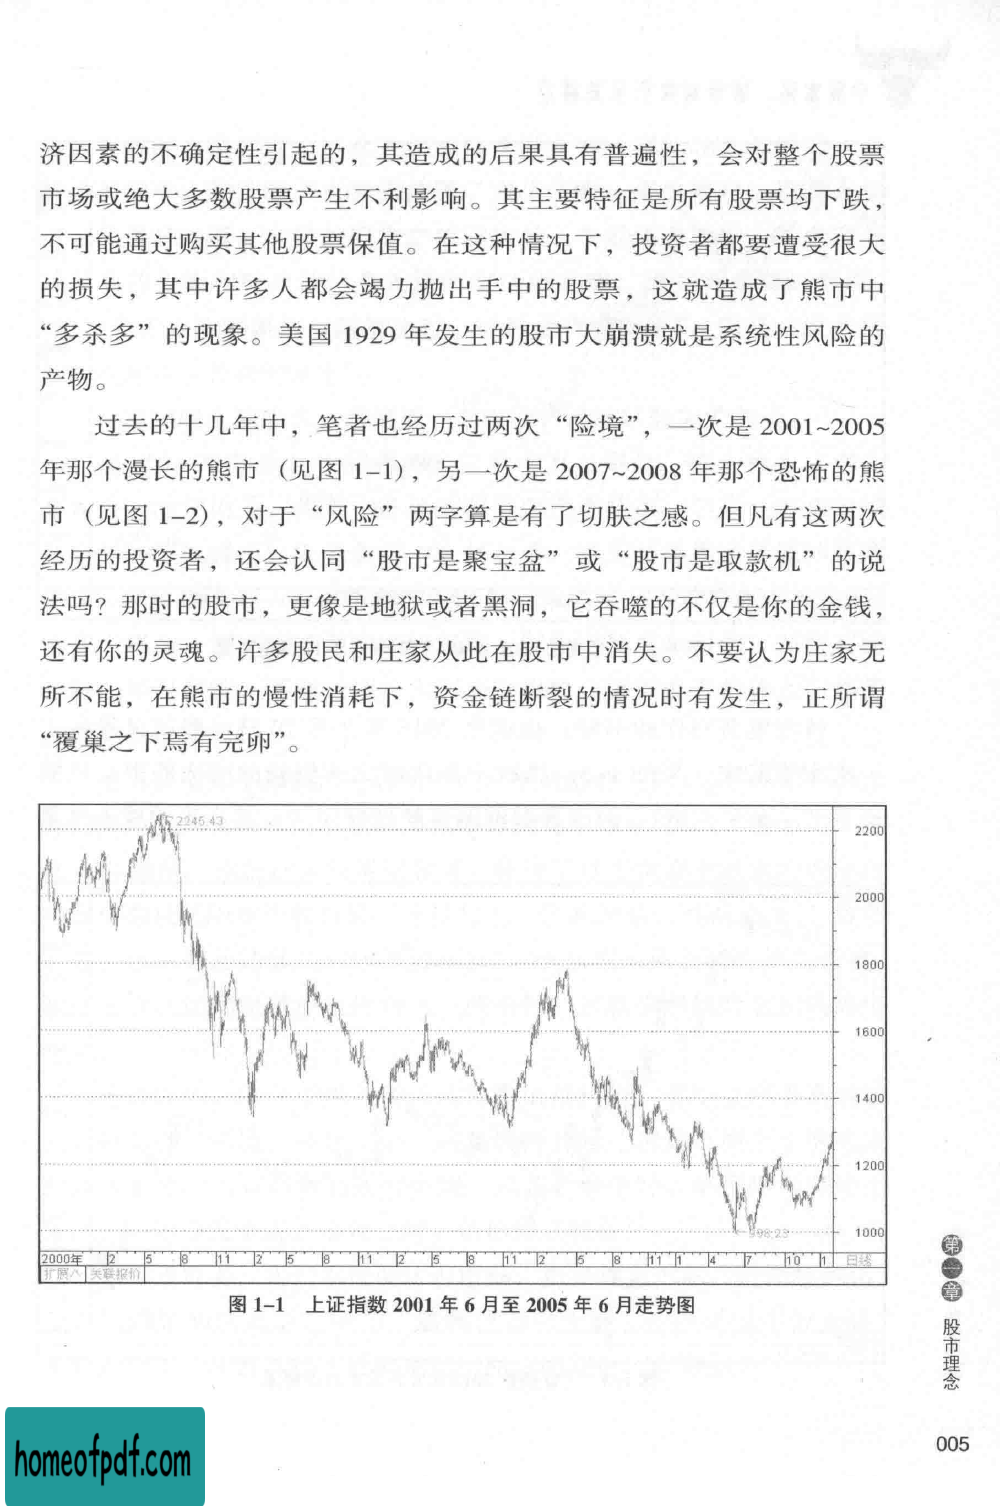 济因素的不确定性引起的，其造成的后果具有普遍性，会对整个股票
市场或绝大多数股票产生不利影响。其主要特征是所有股票均下跌，
不可能通过购买其他股票保值。在这种情况下，投资者都要遭受很大
的损失，其中许多人都会竭力抛出手中的股票，这就造成了熊市中
“多杀多”的现象。美国 1929 年发生的股市大崩溃就是系统性风险的
产物。
过去的十几年中，笔者也经历过两次“险境”，一次是 2001~2005
年那个漫长的熊市（见图 1-1），另一次是 2007~2008 年那个恐怖的熊
市（见图 1-2），对于“风险”两字算是有了切肤之感。但凡有这两次
经历的投资者，还会认同“股市是聚宝盆”或“股市是取款机”的说
法吗？那时的股市，更像是地狱或者黑洞，它吞噬的不仅是你的金钱，
还有你的灵魂。许多股民和庄家从此在股市中消失。不要认为庄家无
所不能，在熊市的慢性消耗下，资金链断裂的情况时有发生，正所谓
“覆巢之下焉有完卵”。
2245.43
2200
2000
1800
1600
1400
1200
1000
998.23
2000年 2 5 8 11 2 5 8 11 2 5 8 11 2 5 8 11 1 4 7 10 1 日线
扩展∧ 关联报价
图 1-1 上证指数 2001 年 6 月至 2005 年 6 月走势图
第一章 股市理念
005
homeofpdf.com